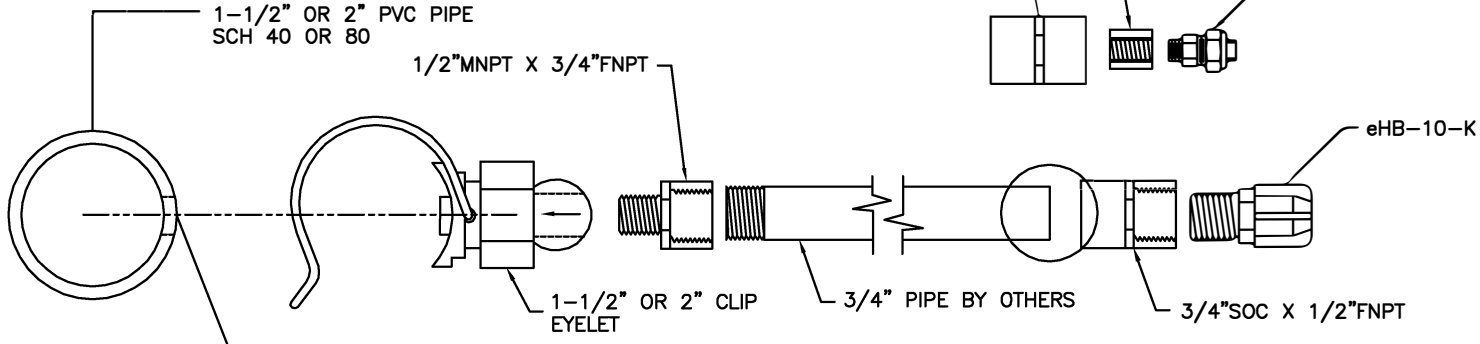 1-1/2" OR 2" PVC PIPE
SCH 40 OR 80
1/2"MNPT X 3/4"FNPT
eHB-10-K
1-1/2" OR 2" CLIP
EYELET
3/4" PIPE BY OTHERS
3/4"SOC X 1/2"FNPT